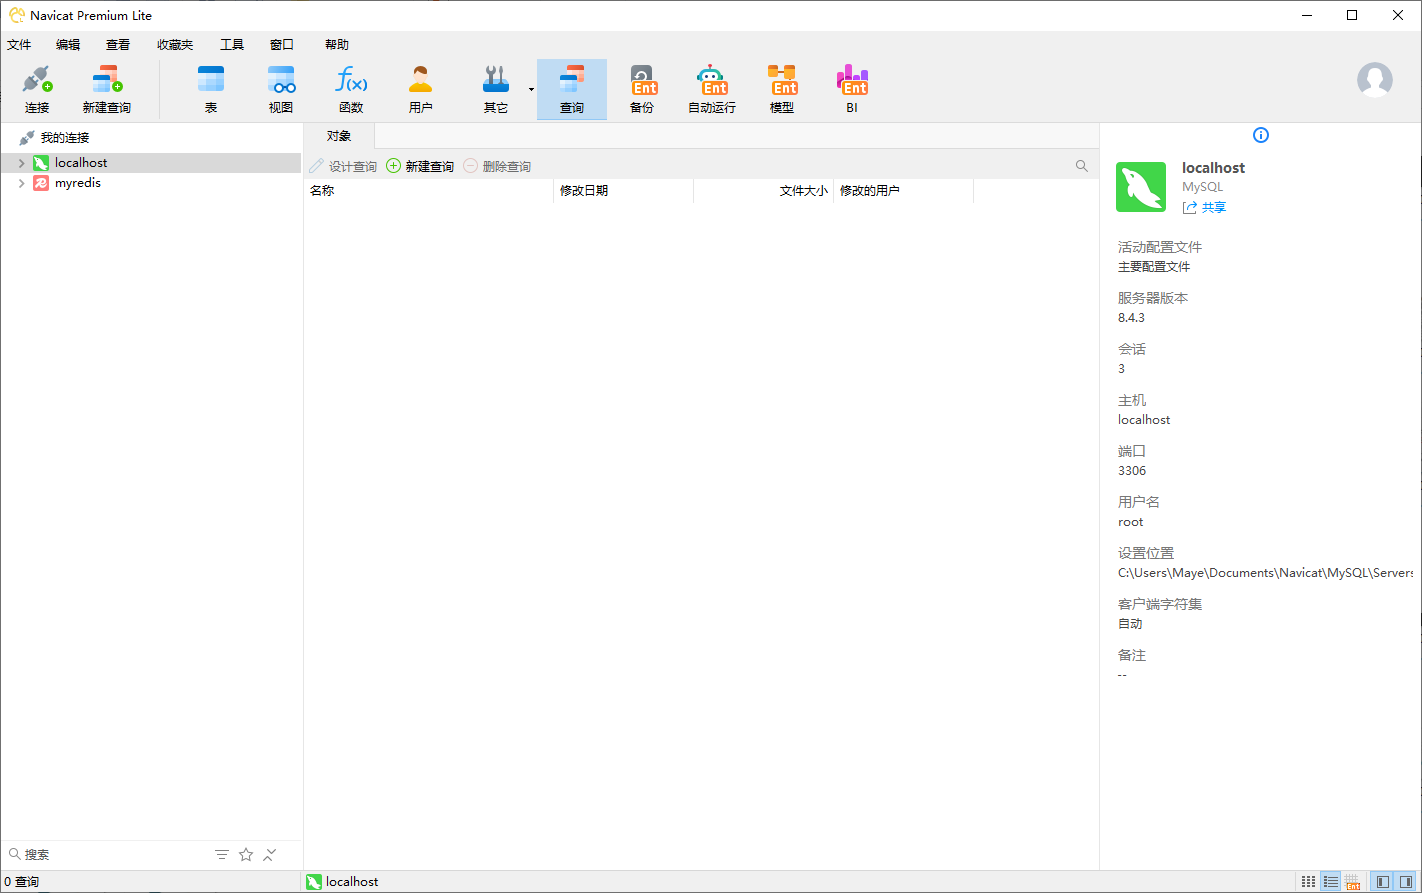 Navicat Premium Lite
文件 编辑 查看 收藏夹 工具 窗口 帮助
Ent Ent Ent Ent
连接 新建查询 表 视图 函数 用户 其它 查询 备份 自动运行 模型 BI
我的连接
localhost
myredis
对象
设计查询 新建查询 删除查询
名称 修改日期 文件大小 修改的用户
localhost
MySQL
共享
活动配置文件
主要配置文件
服务器版本
8.4.3
会话
3
主机
localhost
端口
3306
用户名
root
设置位置
C:\Users\Maye\Documents\Navicat\MySQL\Servers
客户端字符集
自动
备注
--
搜索
0 查询 localhost Ent